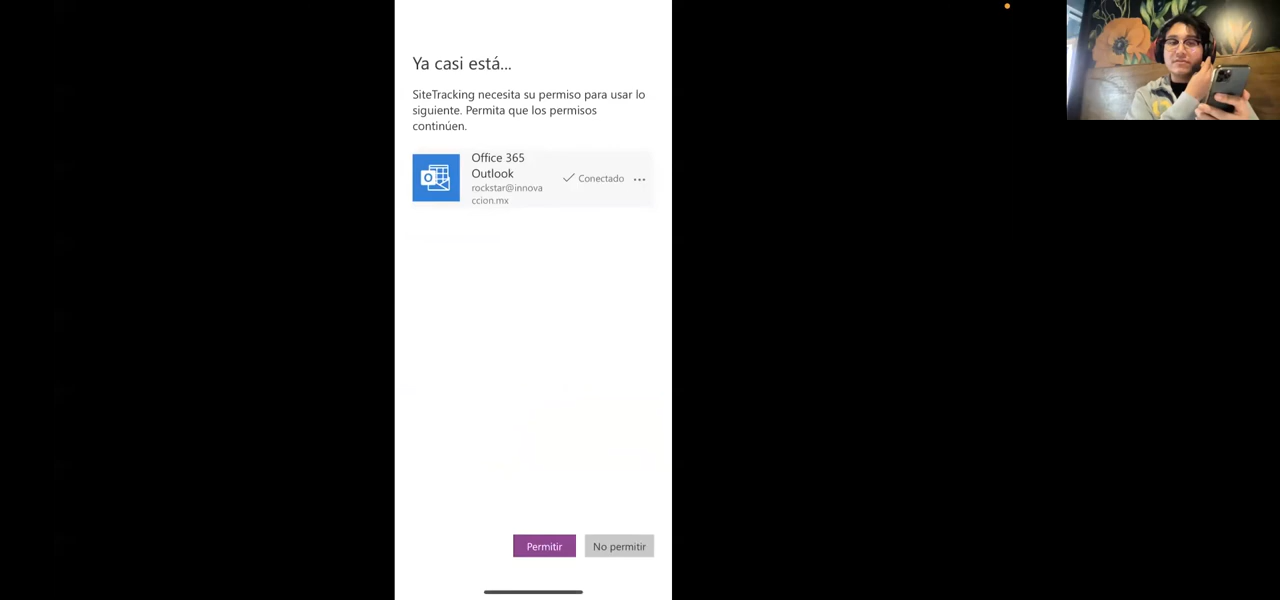 Ya casi está...
SiteTracking necesita su permiso para usar lo
siguiente. Permita que los permisos
continúen.
Office 365
Outlook
rockstar@innova
ccion.mx
Conectado
Permitir
No permitir